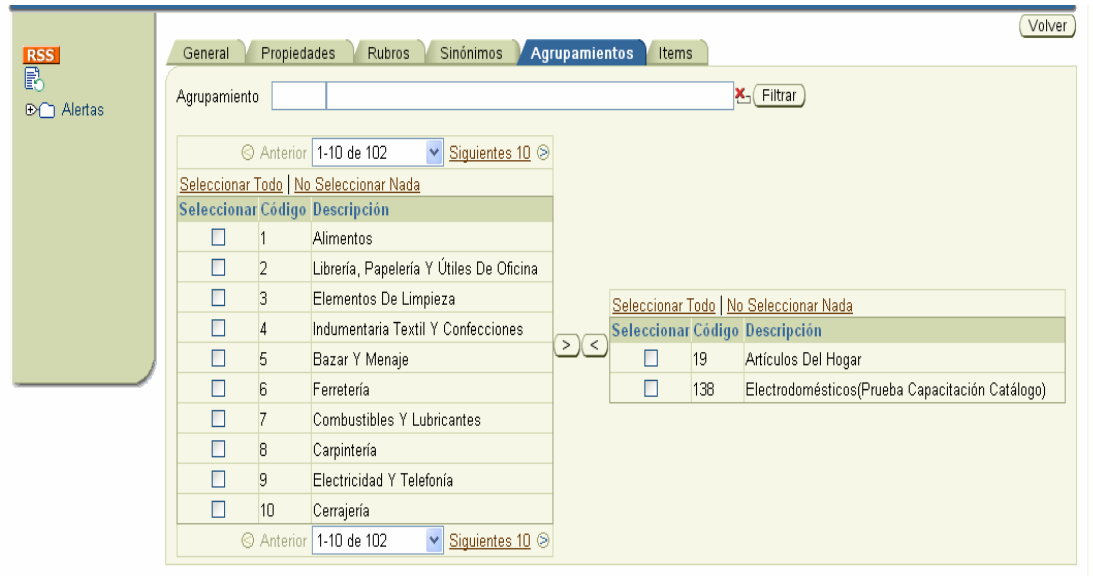 Volver
RSS
Alertas
General Propiedades Rubros Sinónimos Agrupamientos Items
Agrupamiento Filtrar
Anterior 1-10 de 102 Siguientes 10
Seleccionar Todo | No Seleccionar Nada
Seleccionar Código Descripción
1 Alimentos
2 Librería, Papelería Y Útiles De Oficina
3 Elementos De Limpieza
4 Indumentaria Textil Y Confecciones
5 Bazar Y Menaje
6 Ferretería
7 Combustibles Y Lubricantes
8 Carpintería
9 Electricidad Y Telefonía
10 Cerrajería
Anterior 1-10 de 102 Siguientes 10
> <
Seleccionar Todo | No Seleccionar Nada
Seleccionar Código Descripción
19 Artículos Del Hogar
138 Electrodomésticos(Prueba Capacitación Catálogo)